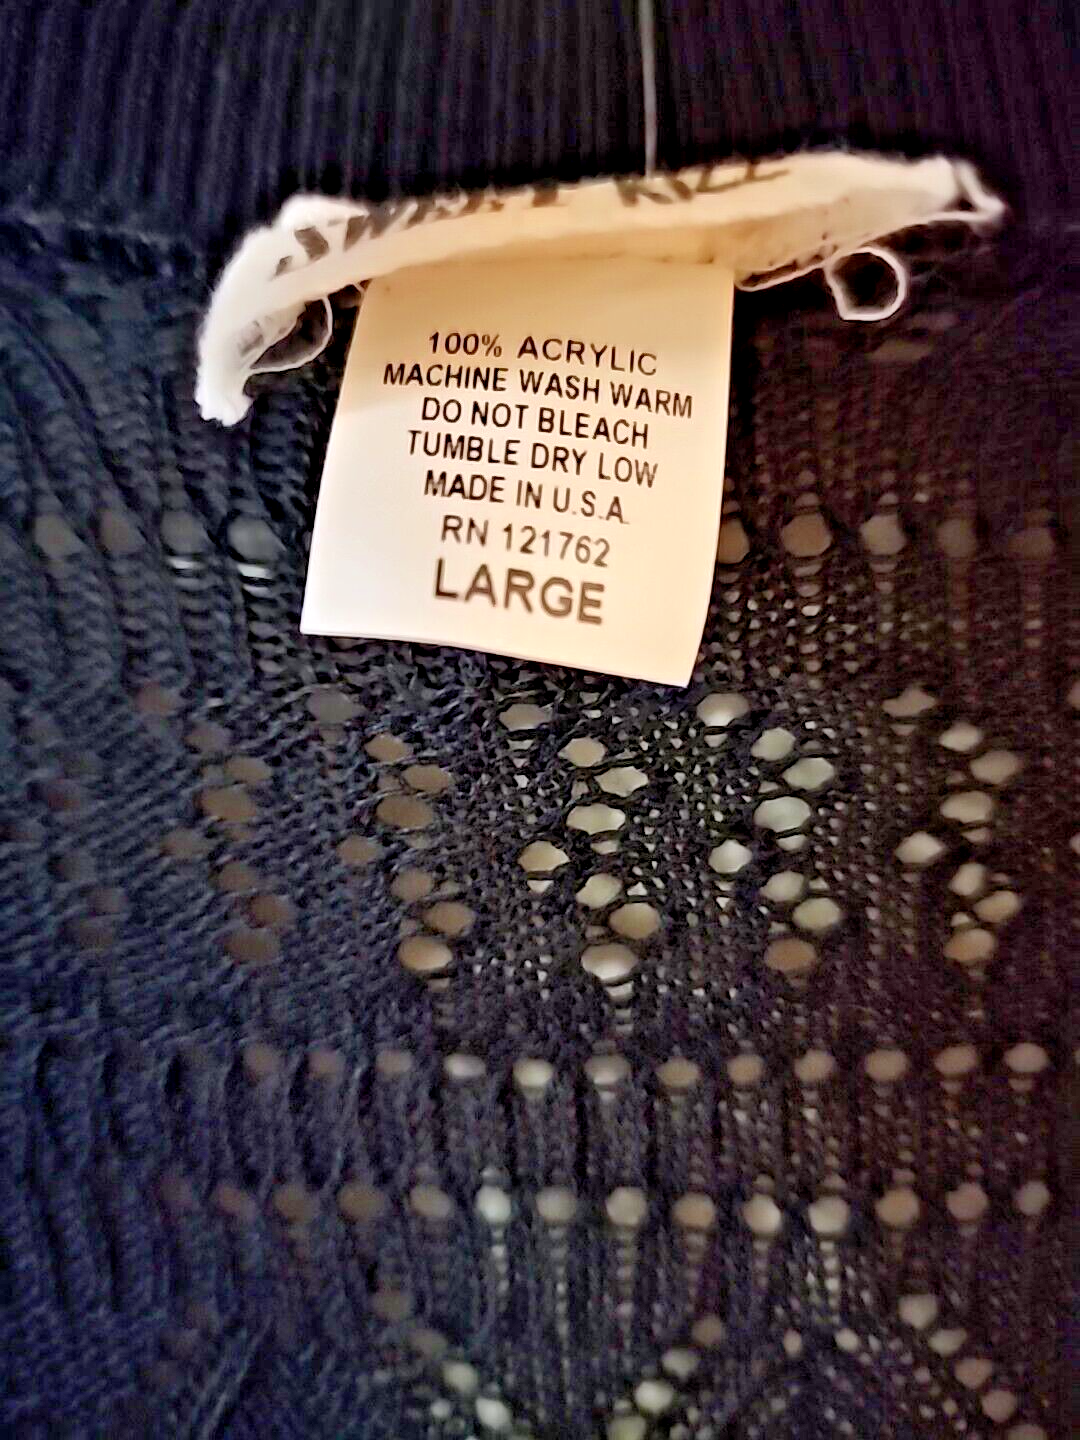 100% ACRYLIC
MACHINE WASH WARM
DO NOT BLEACH
TUMBLE DRY LOW
MADE IN U.S.A.
RN 121762
LARGE